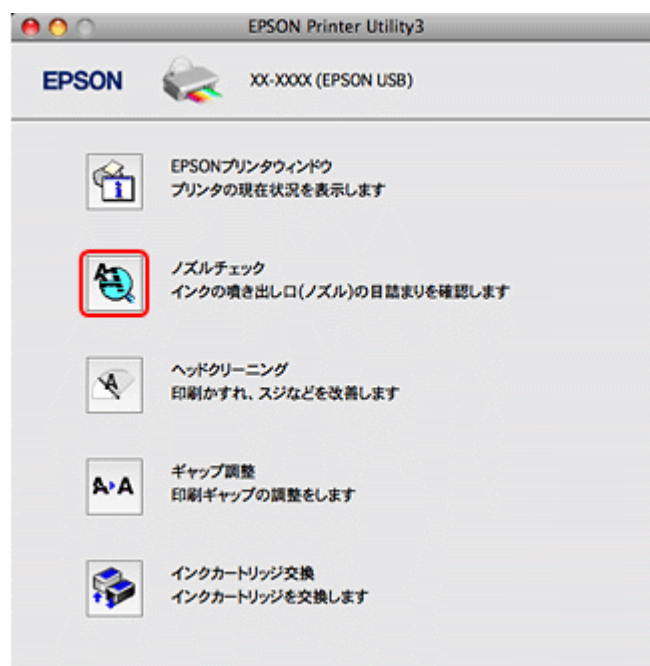 EPSON Printer Utility3
EPSON
XX-XXXX (EPSON USB)
EPSONプリンタウィンドウ
プリンタの現在状況を表示します
ノズルチェック
インクの噴き出し口(ノズル)の目詰まりを確認します
ヘッドクリーニング
印刷かすれ、スジなどを改善します
ギャップ調整
印刷ギャップの調整をします
インクカートリッジ交換
インクカートリッジを交換します